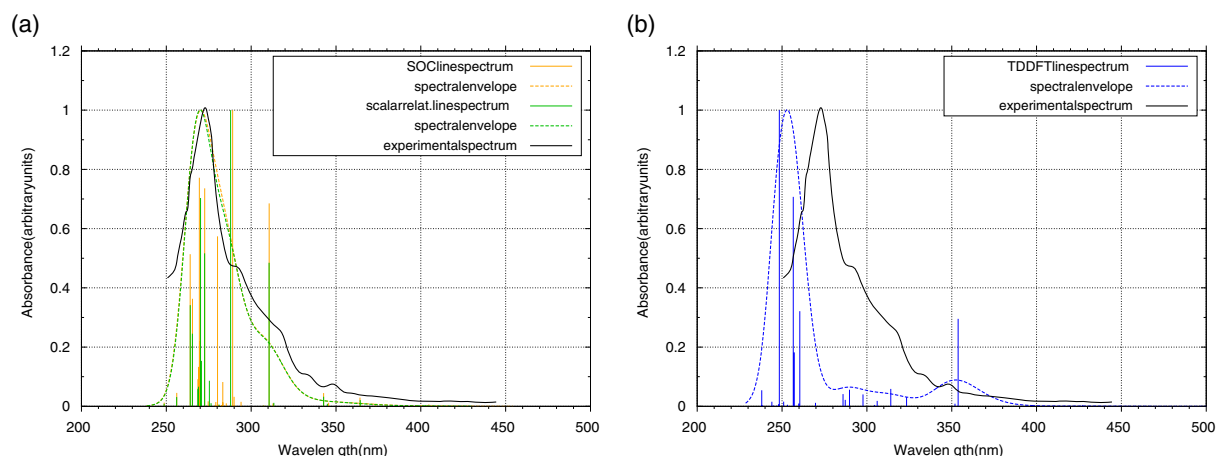 (a)
1.2
1
0.8
0.6
0.4
0.2
0
Absorbance(arbitraryunits)
SOClinespectrum
spectralenvelope
scalarrelat.linespectrum
spectralenvelope
experimentalspectrum
200 250 300 350 400 450 500
Wavelen gth(nm)
(b)
1.2
1
0.8
0.6
0.4
0.2
0
Absorbance(arbitraryunits)
TDDFTlinespectrum
spectralenvelope
experimentalspectrum
200 250 300 350 400 450 500
Wavelen gth(nm)